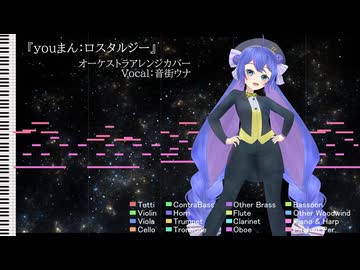 『youまん：ロスタルジー』
オーケストラアレンジカバー
Vocal：音街ウナ
Tutti
ContraBass
Other Brass
Bassoon
Violin
Horn
Flute
Other Woodwind
Viola
Trumpet
Clarinet
Piano & Harp
Cello
Trombone
Oboe